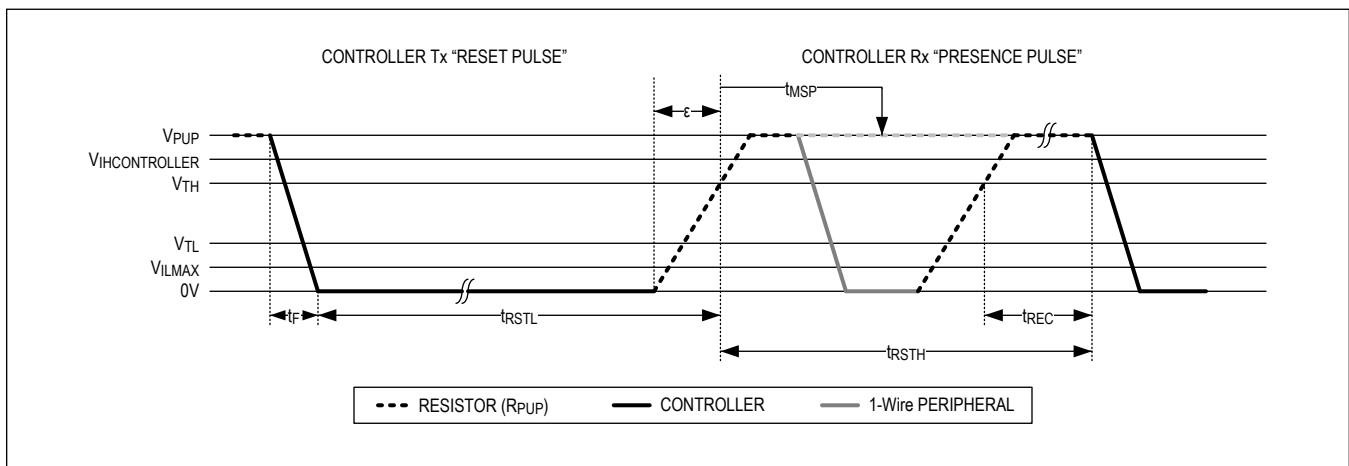 CONTROLLER Tx “RESET PULSE”
CONTROLLER Rx “PRESENCE PULSE”
tMSP
ε
VPUP
VIHCONTROLLER
VTH
VTL
VILMAX
0V
tF
tRSTL
tREC
tRSTH
RESISTOR (RPUP)
CONTROLLER
1-Wire PERIPHERAL